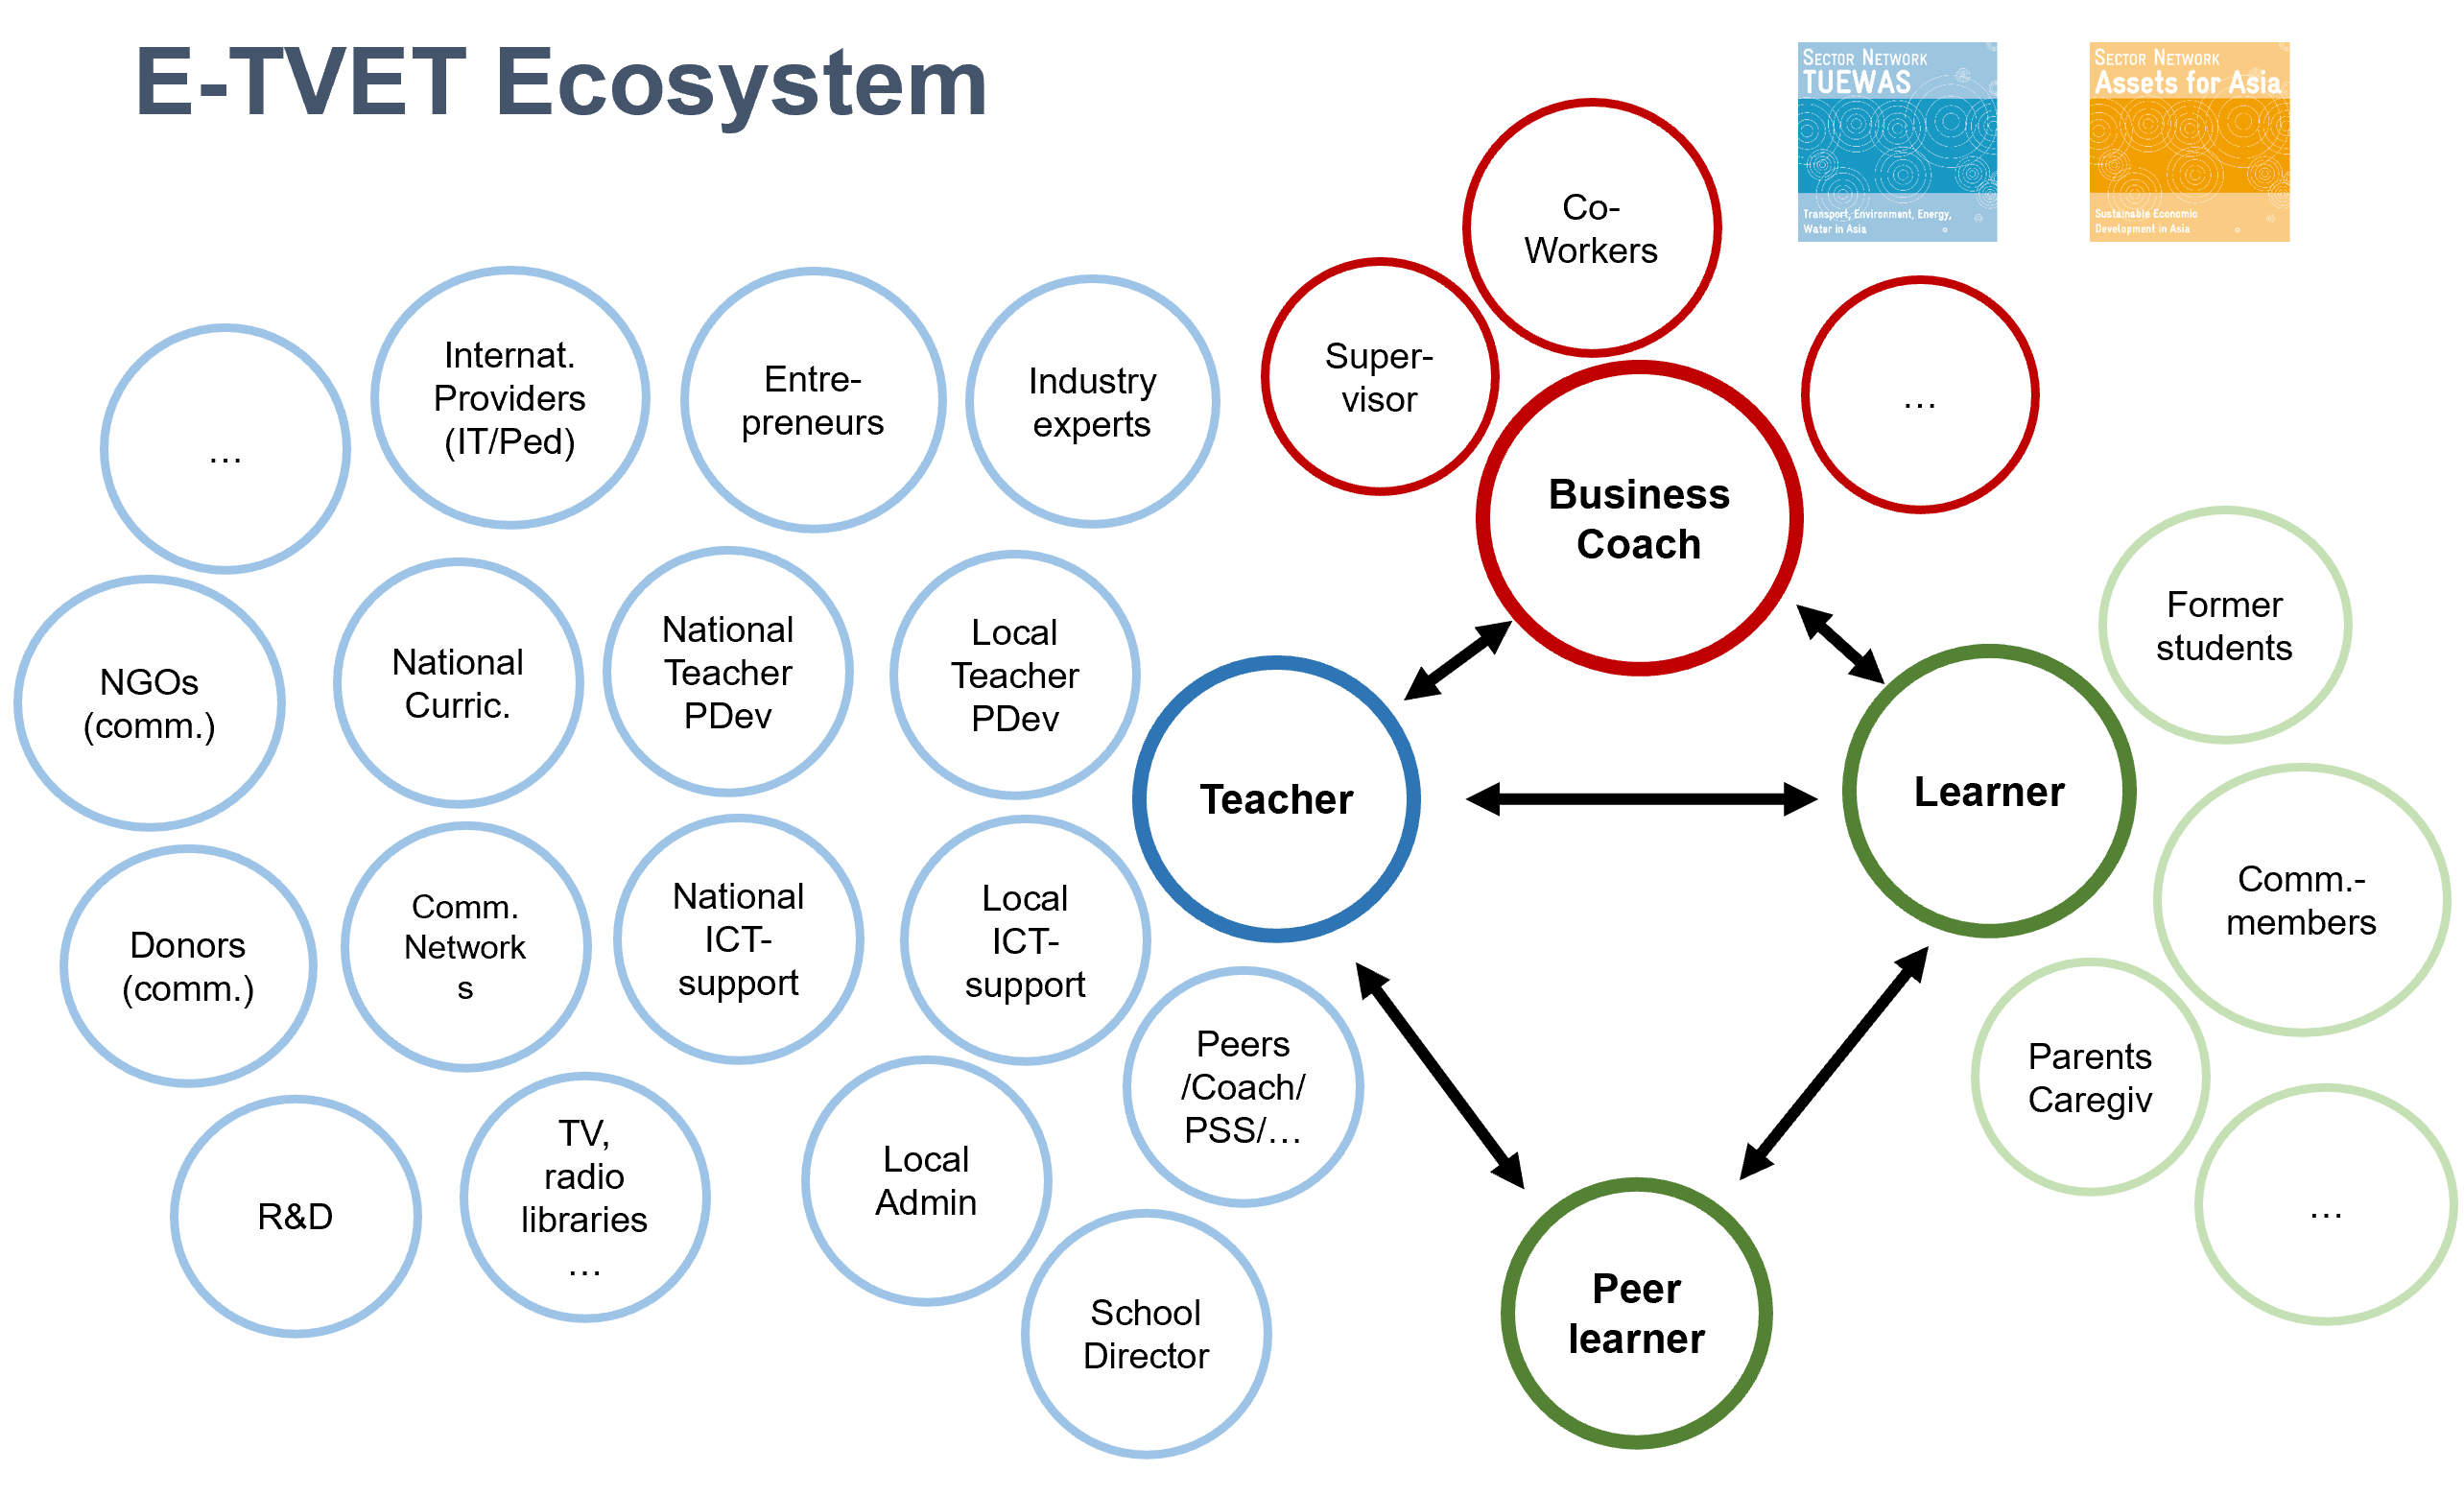 E-TVET Ecosystem
SECTOR NETWORK
TUEWAS
Transport, Environment, Energy,
Water in Asia
SECTOR NETWORK
Assets for Asia
Sustainable Economic
Development in Asia
Co-
Workers
Super-
visor
…
Business
Coach
…
Internat.
Providers
(IT/Ped)
Entre-
preneurs
Industry
experts
NGOs
(comm.)
National
Curric.
National
Teacher
PDev
Local
Teacher
PDev
Teacher
Learner
Former
students
Comm.-
members
Parents
Caregiv
…
Donors
(comm.)
Comm.
Network
s
National
ICT-
support
Local
ICT-
support
Peers
/Coach/
PSS/…
R&D
TV,
radio
libraries
…
Local
Admin
School
Director
Peer
learner